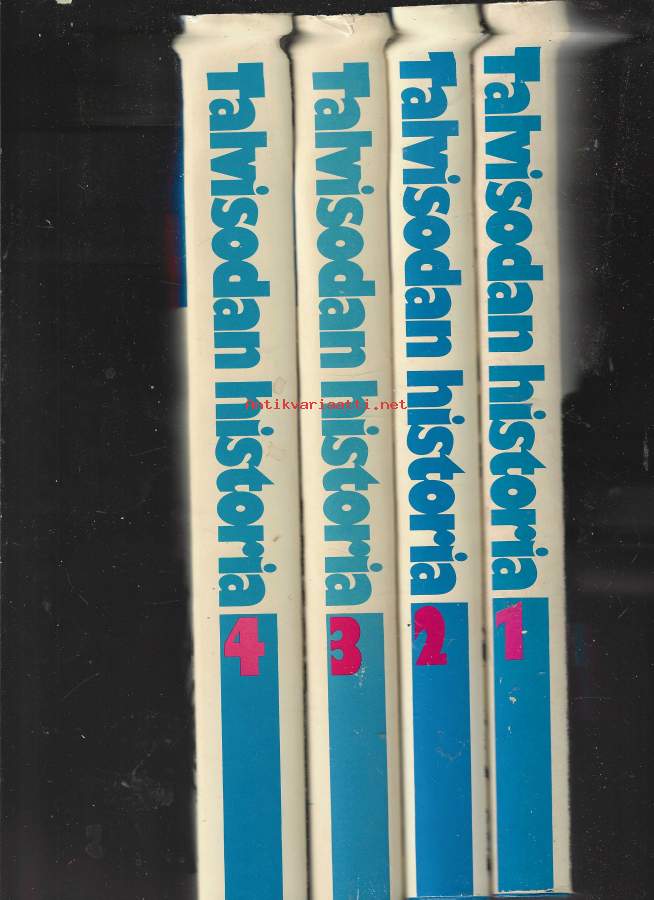 Talvisodan historia
4
Talvisodan historia
3
Talvisodan historia
2
Talvisodan historia
1
antikvariaatti.net